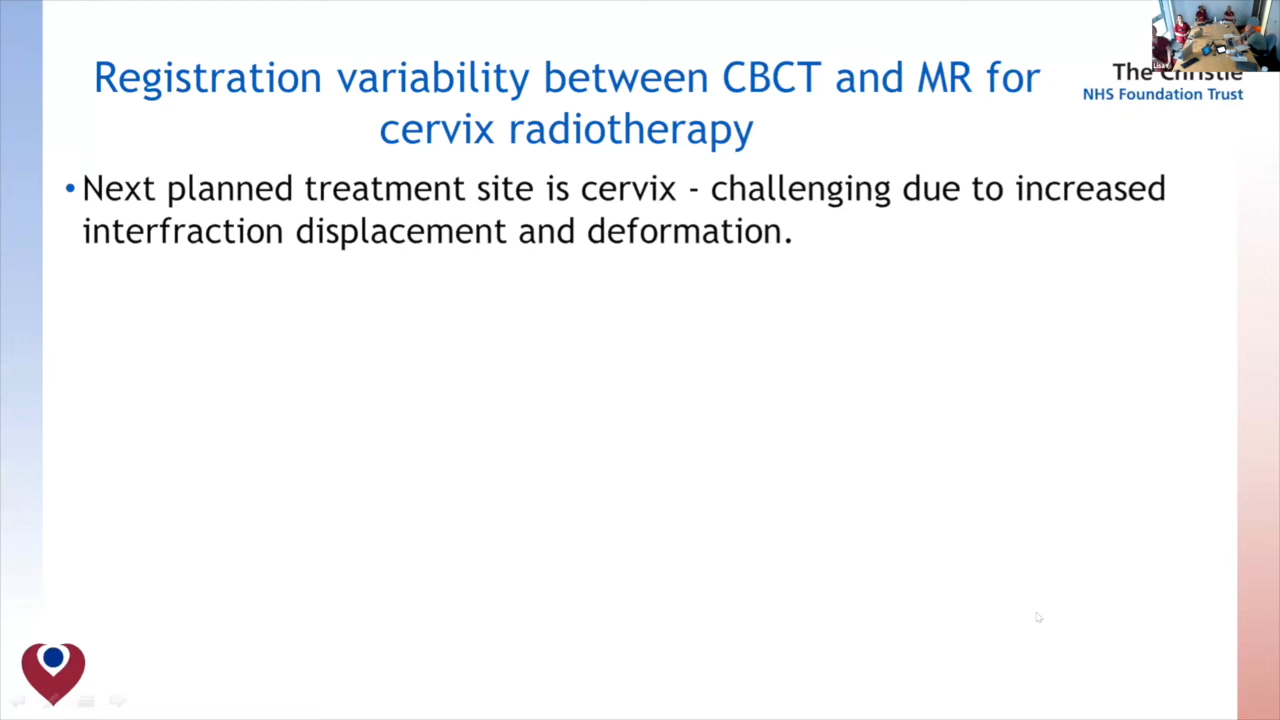 Registration variability between CBCT and MR for
cervix radiotherapy
The Christie
NHS Foundation Trust
• Next planned treatment site is cervix - challenging due to increased
interfraction displacement and deformation.